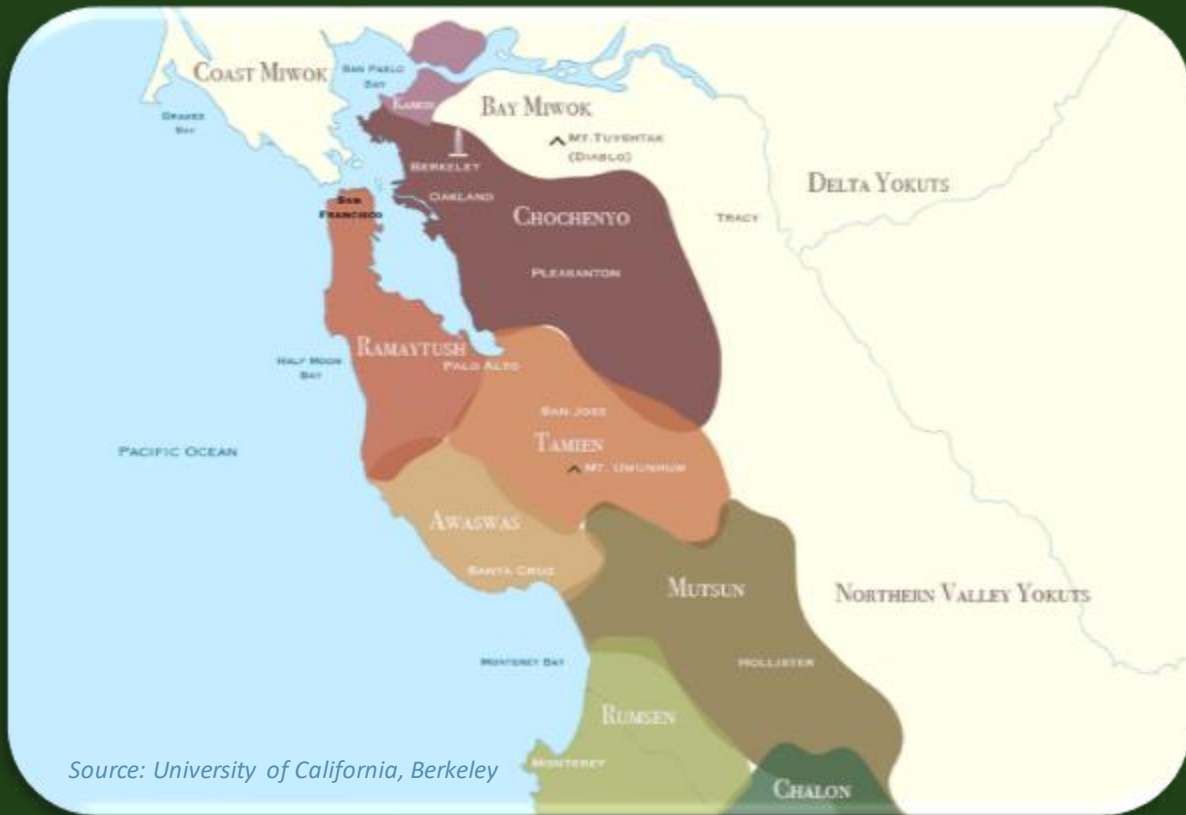 COAST MIWOK
SAN PABLO
BAY
KARKIN
BAY MIWOK
DRAKES
BAY
MT. TUYSHTAK
(DIABLO)
BERKELEY
OAKLAND
DELTA YOKUTS
SAN
FRANCISCO
CHOCHENYO
TRACY
PLEASANTON
RAMAYTUSH
HALF MOON
BAY
PALO ALTO
SAN JOSE
TAMIEN
PACIFIC OCEAN
MT. UMUNHUM
AWASWAS
SANTA CRUZ
MUTSUN
NORTHERN VALLEY YOKUTS
MONTEREY BAY
HOLLISTER
RUMSEN
MONTEREY
Source: University of California, Berkeley
CHALON